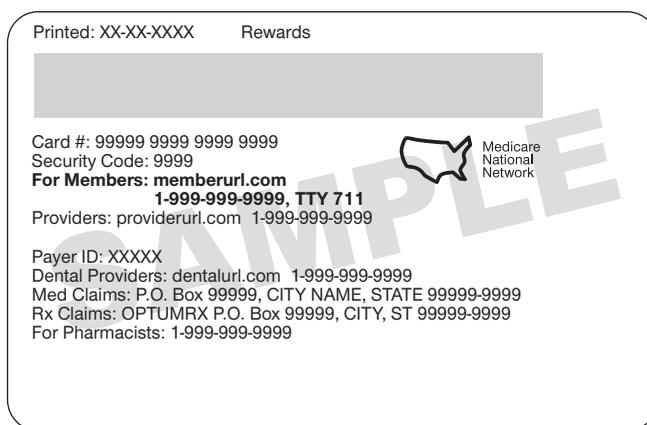 Printed: XX-XX-XXXX Rewards
Card #: 99999 9999 9999 9999
Security Code: 9999
For Members: memberurl.com
1-999-999-9999, TTY 711
Providers: providerurl.com 1-999-999-9999
Medicare
National
Network
Payer ID: XXXXX
Dental Providers: dentalurl.com 1-999-999-9999
Med Claims: P.O. Box 99999, CITY NAME, STATE 99999-9999
Rx Claims: OPTUMRX P.O. Box 99999, CITY, ST 99999-9999
For Pharmacists: 1-999-999-9999
SAMPLE